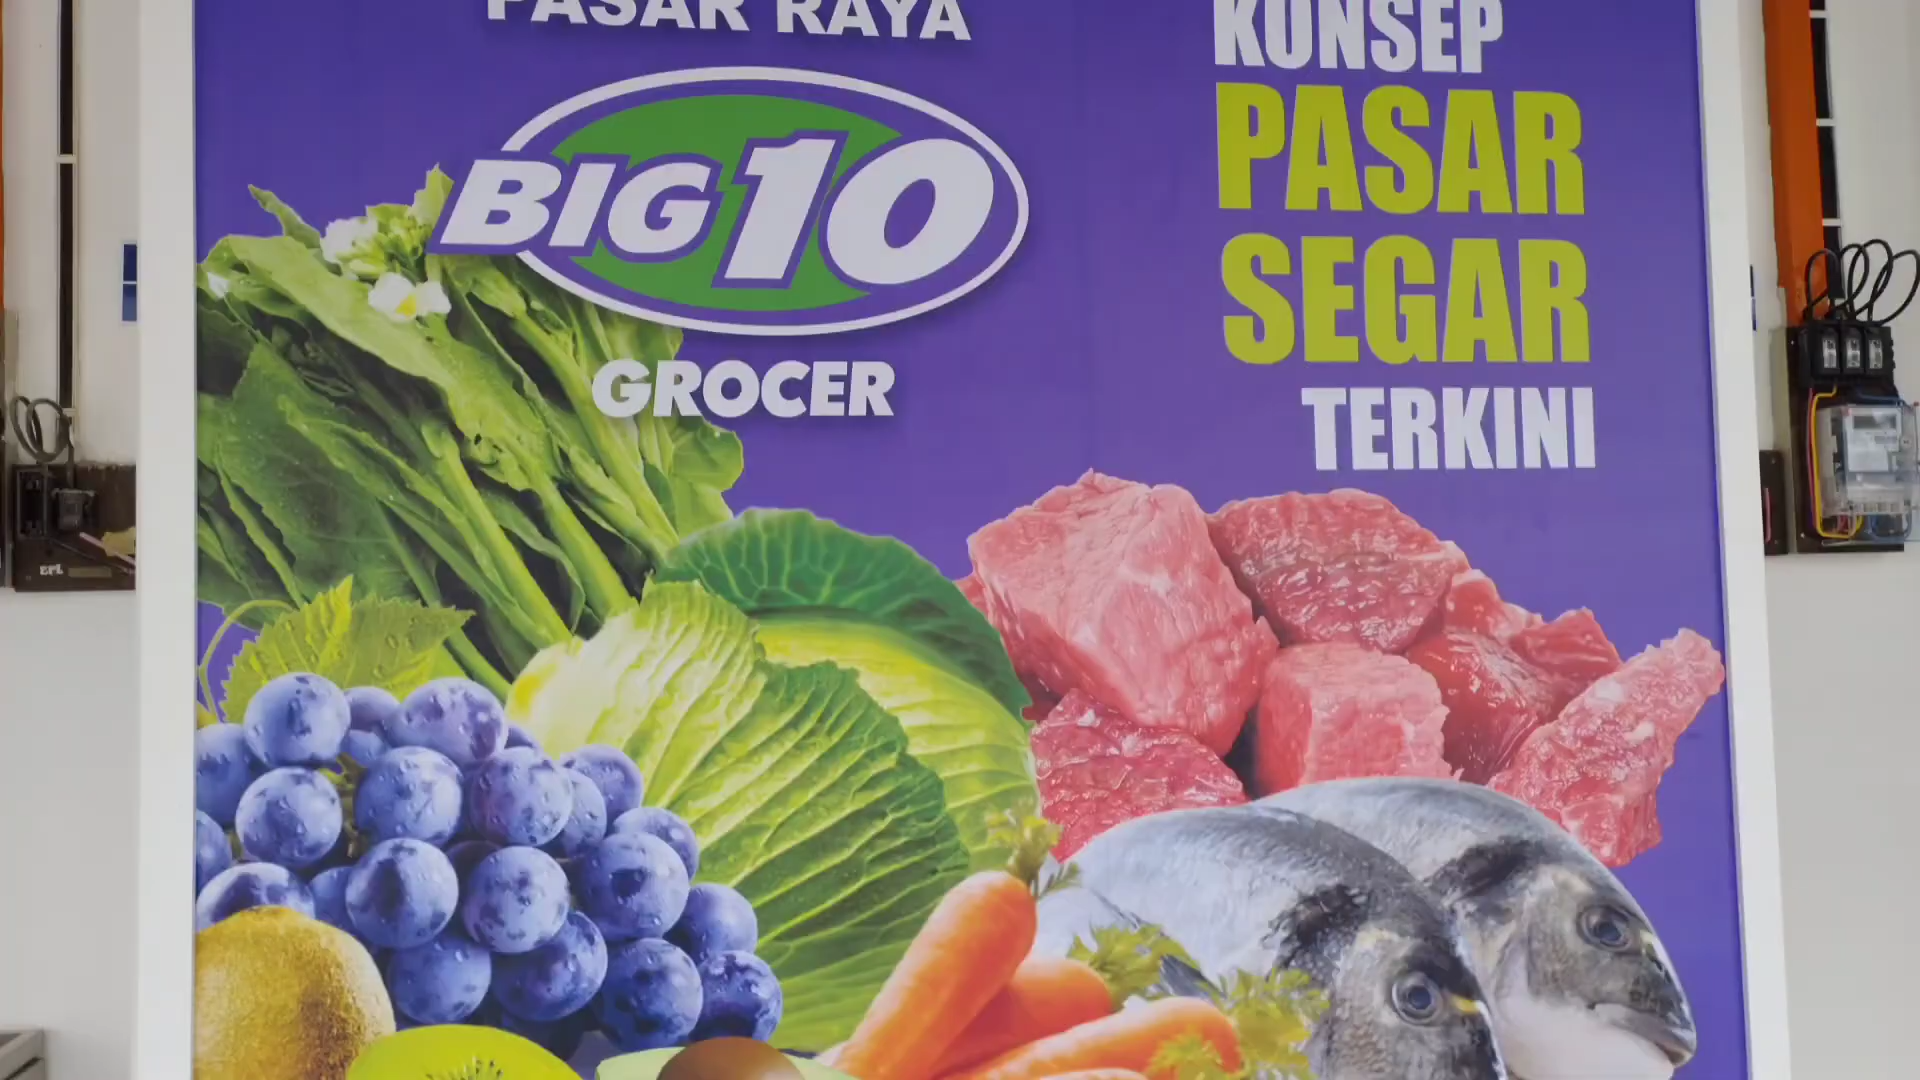 PASAR RAYA
BIG 10
GROCER
KONSEP
PASAR
SEGAR
TERKINI